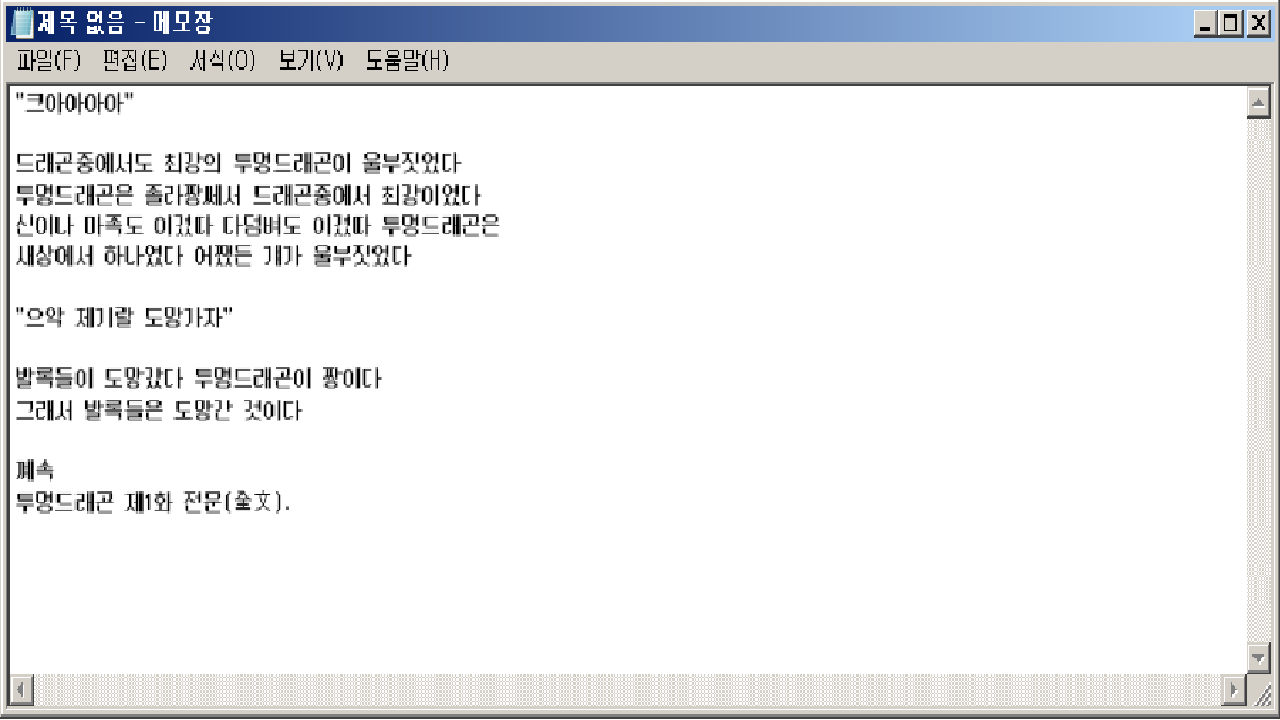 제목 없음 - 메모장
파일(F) 편집(E) 서식(O) 보기(V) 도움말(H)
"크아아아아"
드래곤중에서도 최강의 투명드래곤이 울부짖었다
투명드래곤은 졸라짱쎄서 드래곤중에서 최강이었다
신이나 마족도 이겼따 다덤벼도 이겼따 투명드래곤은
새상에서 하나였다 어쨌든 걔가 울부짖었다
"으악 제기랄 도망가자"
발록들이 도망갔다 투명드래곤이 짱이다
그래서 발록들은 도망간 것이다
꼐속
투명드래곤 제1화 전문(全文).